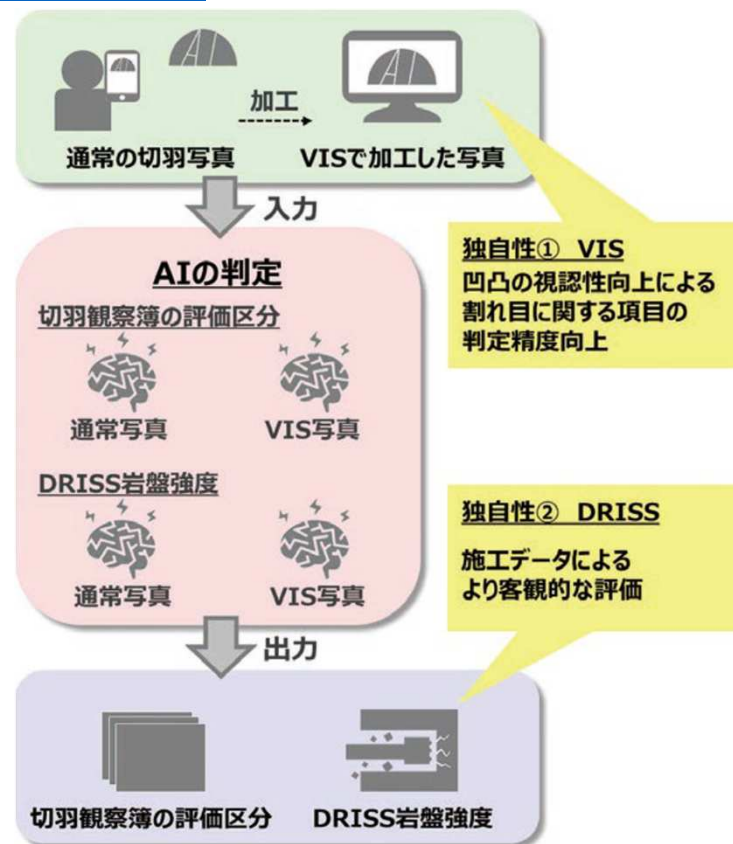 加工
通常の切羽写真
VISで加工した写真
入力
独自性① VIS
凹凸の視認性向上による
割れ目に関する項目の
判定精度向上
AIの判定
切羽観察簿の評価区分
通常写真
VIS写真
DRISS岩盤強度
通常写真
VIS写真
独自性② DRISS
施工データによる
より客観的な評価
出力
切羽観察簿の評価区分
DRISS岩盤強度